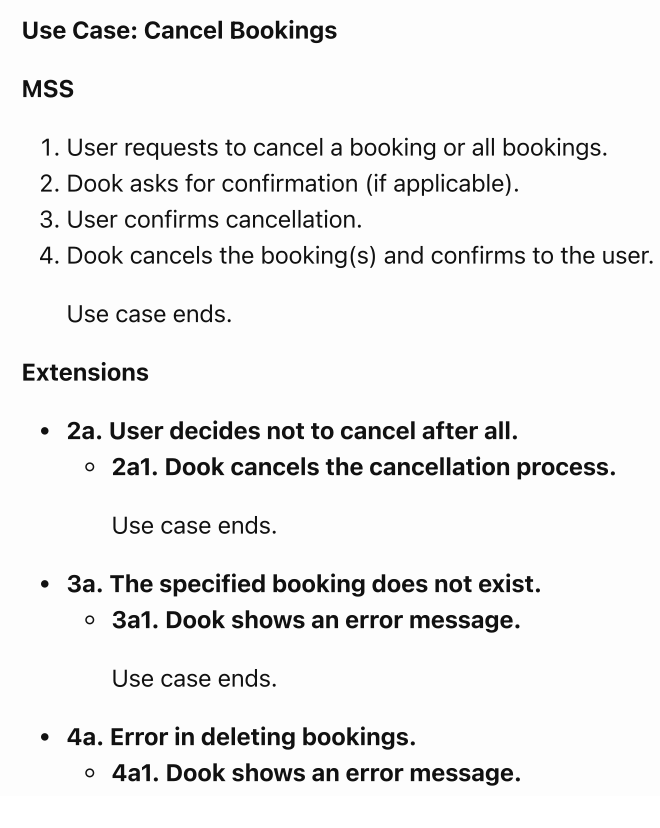 Use Case: Cancel Bookings
MSS
1. User requests to cancel a booking or all bookings.
2. Dook asks for confirmation (if applicable).
3. User confirms cancellation.
4. Dook cancels the booking(s) and confirms to the user.
Use case ends.
Extensions
• 2a. User decides not to cancel after all.
◦ 2a1. Dook cancels the cancellation process.
Use case ends.
• 3a. The specified booking does not exist.
◦ 3a1. Dook shows an error message.
Use case ends.
• 4a. Error in deleting bookings.
◦ 4a1. Dook shows an error message.